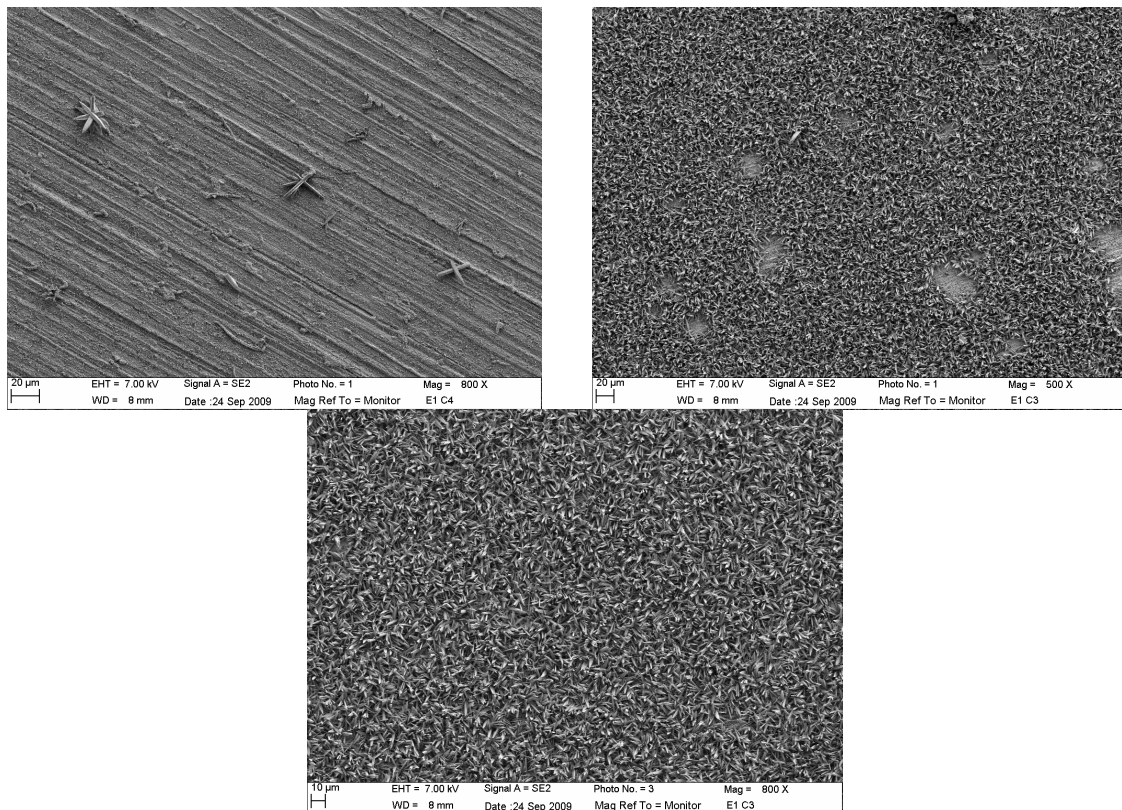 20 µm EHT = 7.00 kV Signal A = SE2 Photo No. = 1 Mag = 800 X
WD = 8 mm Date :24 Sep 2009 Mag Ref To = Monitor E1 C4
20 µm EHT = 7.00 kV Signal A = SE2 Photo No. = 1 Mag = 500 X
WD = 8 mm Date :24 Sep 2009 Mag Ref To = Monitor E1 C3
10 µm EHT = 7.00 kV Signal A = SE2 Photo No. = 3 Mag = 800 X
WD = 8 mm Date :24 Sep 2009 Mag Ref To = Monitor E1 C3